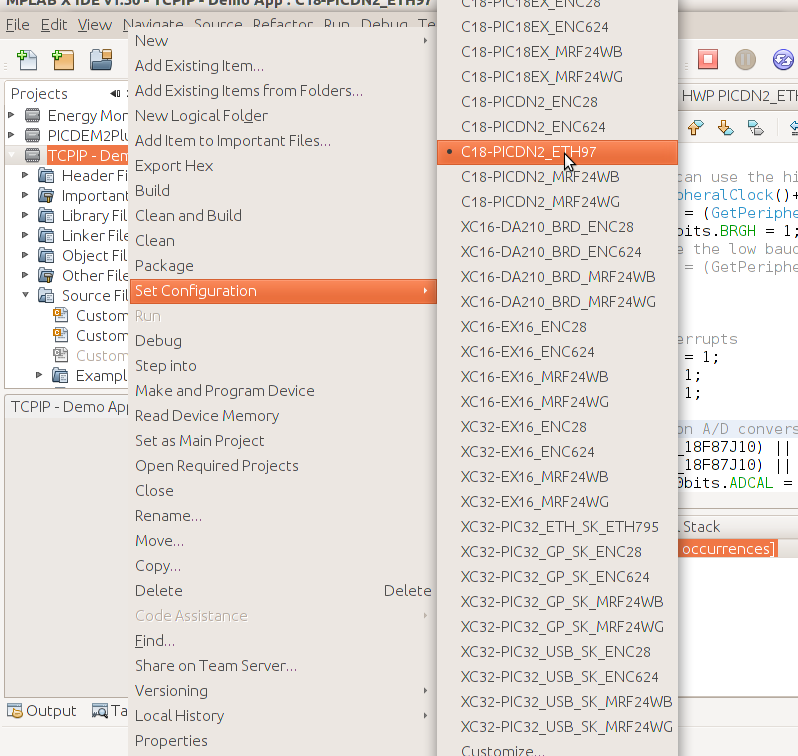 MPLAB X IDE v1.30 - TCPIP - Demo App : C18-PICDN2_ETH97
File Edit View Navigate Source Refactor Run Debug Te
Projects
Energy Mon
PICDEM2Plu
TCPIP - Dem
Header Fi
Important
Library Fil
Linker File
Object File
Other File
Source Fil
Custom
Custom
Custom
Exampl
TCPIP - Demo App
Output
Ta
New
Add Existing Item...
Add Existing Items from Folders...
New Logical Folder
Add Item to Important Files...
Export Hex
Build
Clean and Build
Clean
Package
Set Configuration
Run
Debug
Step into
Make and Program Device
Read Device Memory
Set as Main Project
Open Required Projects
Close
Rename...
Move...
Copy...
Delete Delete
Code Assistance
Find...
Share on Team Server...
Versioning
Local History
Properties
C18-PIC18EX_ENC28
C18-PIC18EX_ENC624
C18-PIC18EX_MRF24WB
C18-PIC18EX_MRF24WG
C18-PICDN2_ENC28
C18-PICDN2_ENC624
C18-PICDN2_ETH97
C18-PICDN2_MRF24WB
C18-PICDN2_MRF24WG
XC16-DA210_BRD_ENC28
XC16-DA210_BRD_ENC624
XC16-DA210_BRD_MRF24WB
XC16-DA210_BRD_MRF24WG
XC16-EX16_ENC28
XC16-EX16_ENC624
XC16-EX16_MRF24WB
XC16-EX16_MRF24WG
XC32-EX16_ENC28
XC32-EX16_ENC624
XC32-EX16_MRF24WB
XC32-EX16_MRF24WG
XC32-PIC32_ETH_SK_ETH795
XC32-PIC32_GP_SK_ENC28
XC32-PIC32_GP_SK_ENC624
XC32-PIC32_GP_SK_MRF24WB
XC32-PIC32_GP_SK_MRF24WG
XC32-PIC32_USB_SK_ENC28
XC32-PIC32_USB_SK_ENC624
XC32-PIC32_USB_SK_MRF24WB
XC32-PIC32_USB_SK_MRF24WG
Customize...
HWP PICDN2_ETH
can use the hi
pheralClock()+
= (GetPeriphe
bits.BRGH = 1;
e the low baud
= (GetPeriphe
errupts
= 1;
1;
1;
on A/D convers
_18F87J10) ||
_18F87J10) ||
0bits.ADCAL =
Stack
occurrences]